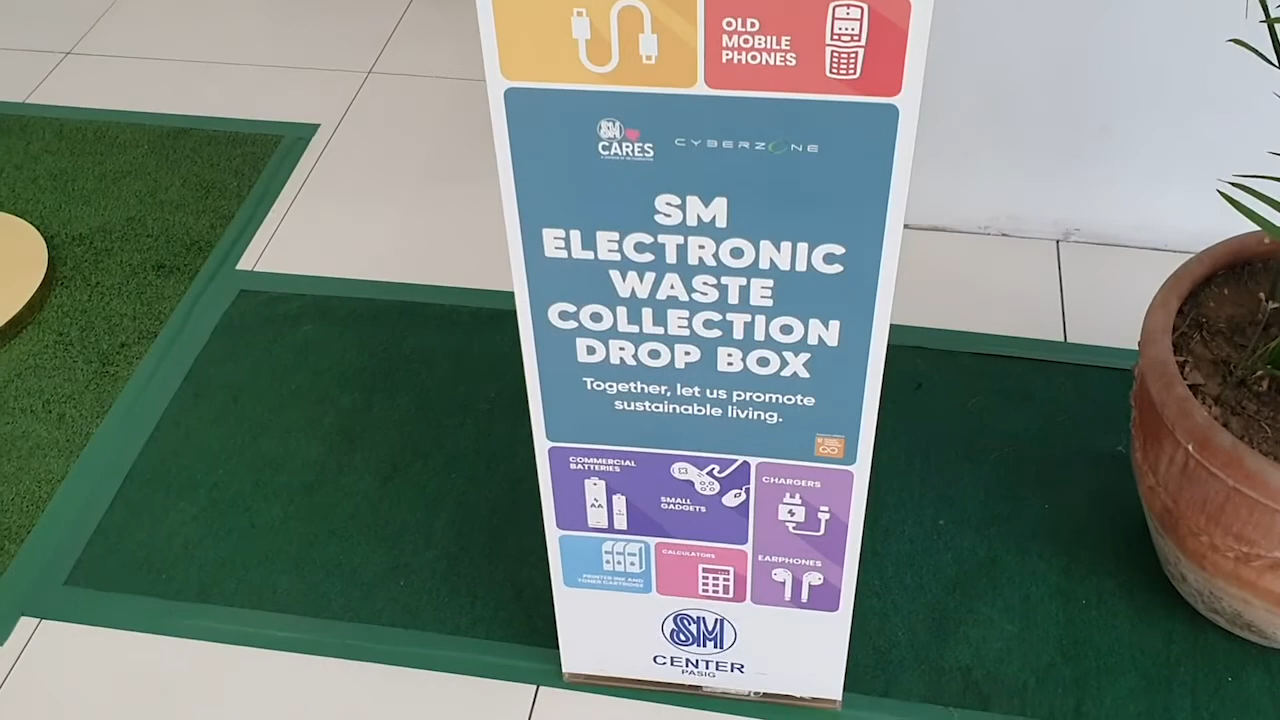 OLD
MOBILE
PHONES
SM
CARES
CYBERZONE
SM
ELECTRONIC
WASTE
COLLECTION
DROP BOX
Together, let us promote
sustainable living.
COMMERCIAL
BATTERIES
AA
SMALL
GADGETS
CHARGERS
EARPHONES
PRINTER INK AND
TONER CARTRIDGE
CALCULATORS
SM
CENTER
PASIG